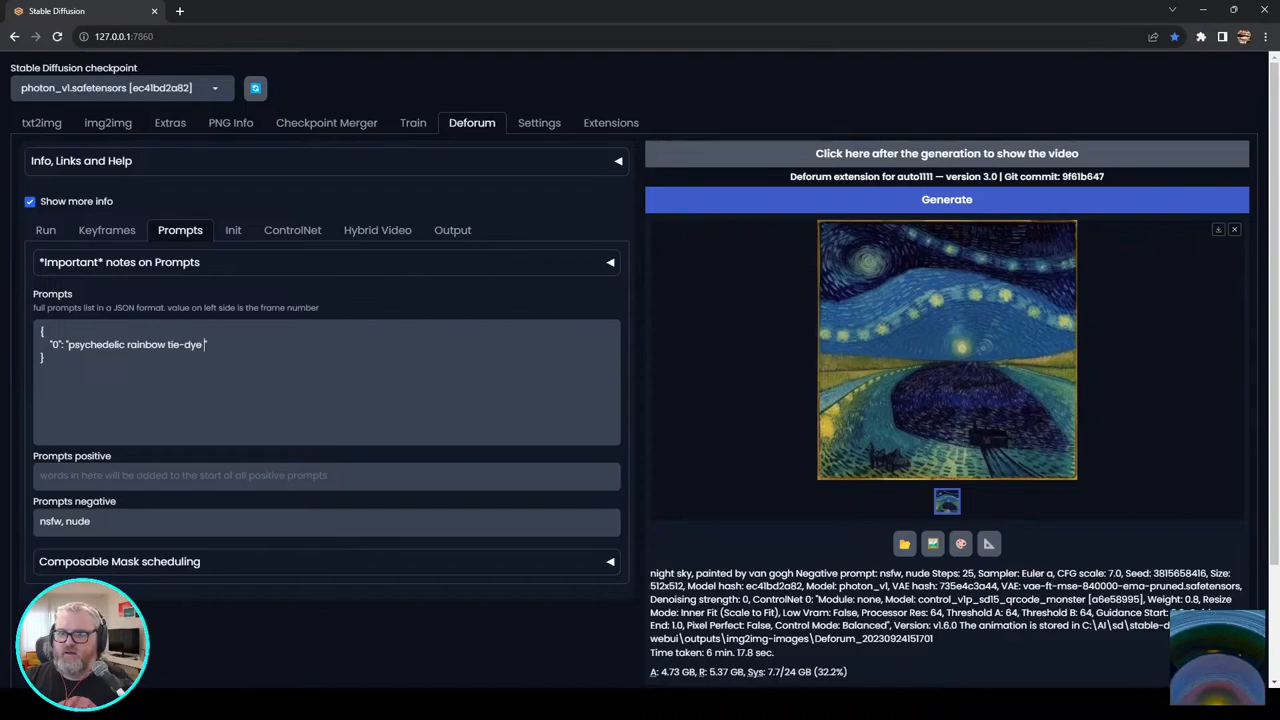 Stable Diffusion
127.0.0.1:7860
Stable Diffusion checkpoint
photon_v1.safetensors [ec41bd2a82]
txt2img img2img Extras PNG Info Checkpoint Merger Train Deforum Settings Extensions
Info, Links and Help
Show more info
Run Keyframes Prompts Init ControlNet Hybrid Video Output
*Important* notes on Prompts
Prompts
full prompts list in a JSON format. value on left side is the frame number
{
"0": "psychedelic rainbow tie-dye "
}
Prompts positive
words in here will be added to the start of all positive prompts
Prompts negative
nsfw, nude
Composable Mask scheduling
Click here after the generation to show the video
Deforum extension for auto1111 — version 3.0 | Git commit: 9f61b647
Generate
night sky, painted by van gogh Negative prompt: nsfw, nude Steps: 25, Sampler: Euler a, CFG scale: 7.0, Seed: 3815658416, Size:
512x512, Model hash: ec41bd2a82, Model: photon_v1, VAE hash: 735e4c3a44, VAE: vae-ft-mse-840000-ema-pruned.safetensors,
Denoising strength: 0, ControlNet 0: "Module: none, Model: control_v1p_sd15_qrcode_monster [a6e58995], Weight: 0.8, Resize
Mode: Inner Fit (Scale to Fit), Low Vram: False, Processor Res: 64, Threshold A: 64, Threshold B: 64, Guidance Start:
End: 1.0, Pixel Perfect: False, Control Mode: Balanced", Version: v1.6.0 The animation is stored in C:\AI\sd\stable-d
webui\outputs\img2img-images\Deforum_20230924151701
Time taken: 6 min. 17.8 sec.
A: 4.73 GB, R: 5.37 GB, Sys: 7.7/24 GB (32.2%)